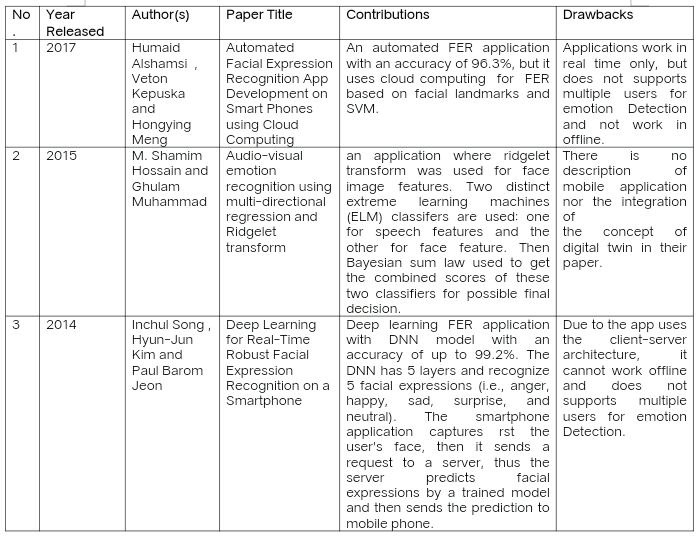 No
.
Year
Released
Author(s)
Paper Title
Contributions
Drawbacks
1
2017
Humaid
Alshamsi ,
Veton
Kepuska
and
Hongying
Meng
Automated
Facial Expression
Recognition App
Development on
Smart Phones
using Cloud
Computing
An automated FER application
with an accuracy of 96.3%, but it
uses cloud computing for FER
based on facial landmarks and
SVM.
Applications work in
real time only, but
does not supports
multiple users for
emotion Detection
and not work in
offline.
2
2015
M. Shamim
Hossain and
Ghulam
Muhammad
Audio-visual
emotion
recognition using
multi-directional
regression and
Ridgelet
transform
an application where ridgelet
transform was used for face
image features. Two distinct
extreme learning machines
(ELM) classifers are used: one
for speech features and the
other for face feature. Then
Bayesian sum law used to get
the combined scores of these
two classifiers for possible final
decision.
There is no
description of
mobile application
nor the integration
of
the concept of
digital twin in their
paper.
3
2014
Inchul Song ,
Hyun-Jun
Kim and
Paul Barom
Jeon
Deep Learning
for Real-Time
Robust Facial
Expression
Recognition on a
Smartphone
Deep learning FER application
with DNN model with an
accuracy of up to 99.2%. The
DNN has 5 layers and recognize
5 facial expressions (i.e., anger,
happy, sad, surprise, and
neutral). The smartphone
application captures rst the
user's face, then it sends a
request to a server, thus the
server predicts facial
expressions by a trained model
and then sends the prediction to
mobile phone.
Due to the app uses
the client-server
architecture, it
cannot work offline
and does not
supports multiple
users for emotion
Detection.